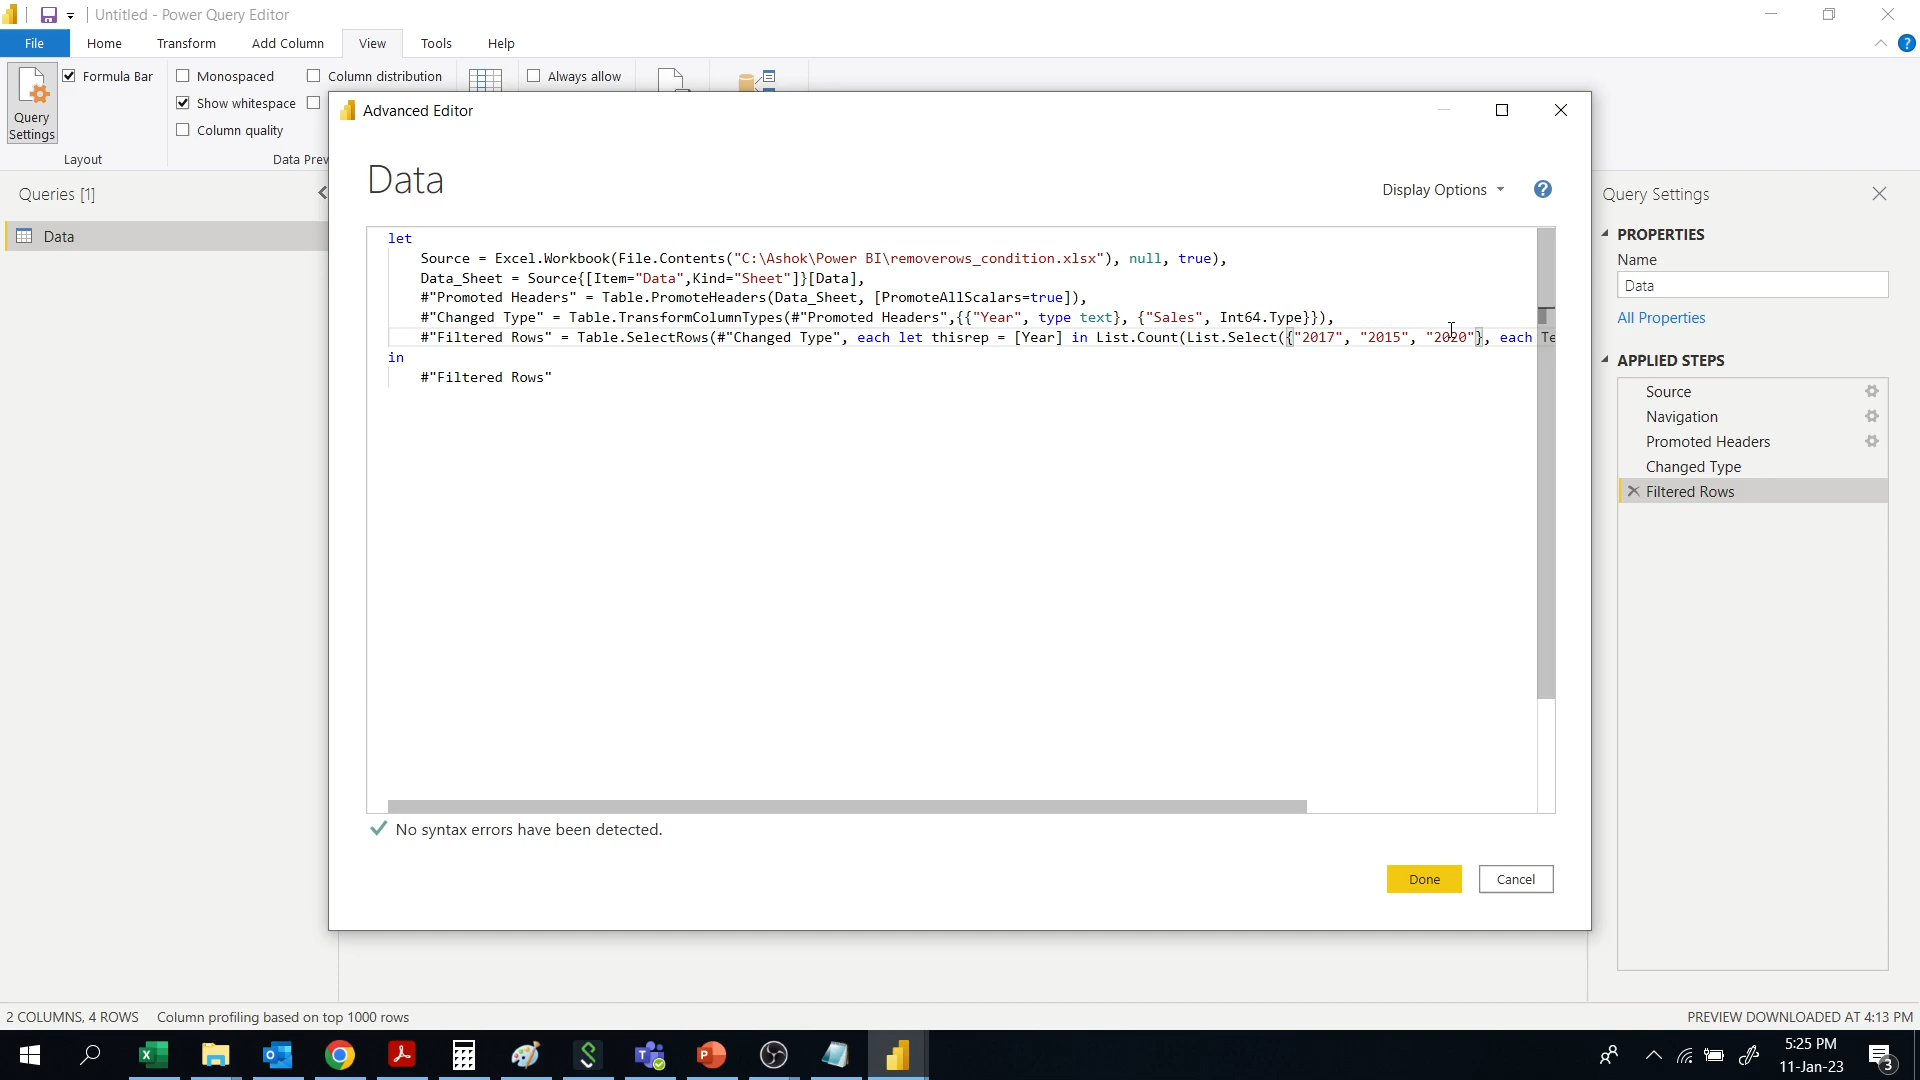 Untitled - Power Query Editor
File Home Transform Add Column View Tools Help
Query Settings
Formula Bar
Monospaced
Show whitespace
Column quality
Column distribution
Always allow
Layout
Data Prev
Queries [1]
Data
Advanced Editor
Data
Display Options
let
Source = Excel.Workbook(File.Contents("C:\Ashok\Power BI\removerows_condition.xlsx"), null, true),
Data_Sheet = Source{[Item="Data",Kind="Sheet"]}[Data],
#"Promoted Headers" = Table.PromoteHeaders(Data_Sheet, [PromoteAllScalars=true]),
#"Changed Type" = Table.TransformColumnTypes(#"Promoted Headers",{{"Year", type text}, {"Sales", Int64.Type}}),
#"Filtered Rows" = Table.SelectRows(#"Changed Type", each let thisrep = [Year] in List.Count(List.Select({"2017", "2015", "2020"}, each Te
in
#"Filtered Rows"
No syntax errors have been detected.
Done
Cancel
Query Settings
PROPERTIES
Name
Data
All Properties
APPLIED STEPS
Source
Navigation
Promoted Headers
Changed Type
Filtered Rows
2 COLUMNS, 4 ROWS Column profiling based on top 1000 rows
PREVIEW DOWNLOADED AT 4:13 PM
5:25 PM
11-Jan-23
3